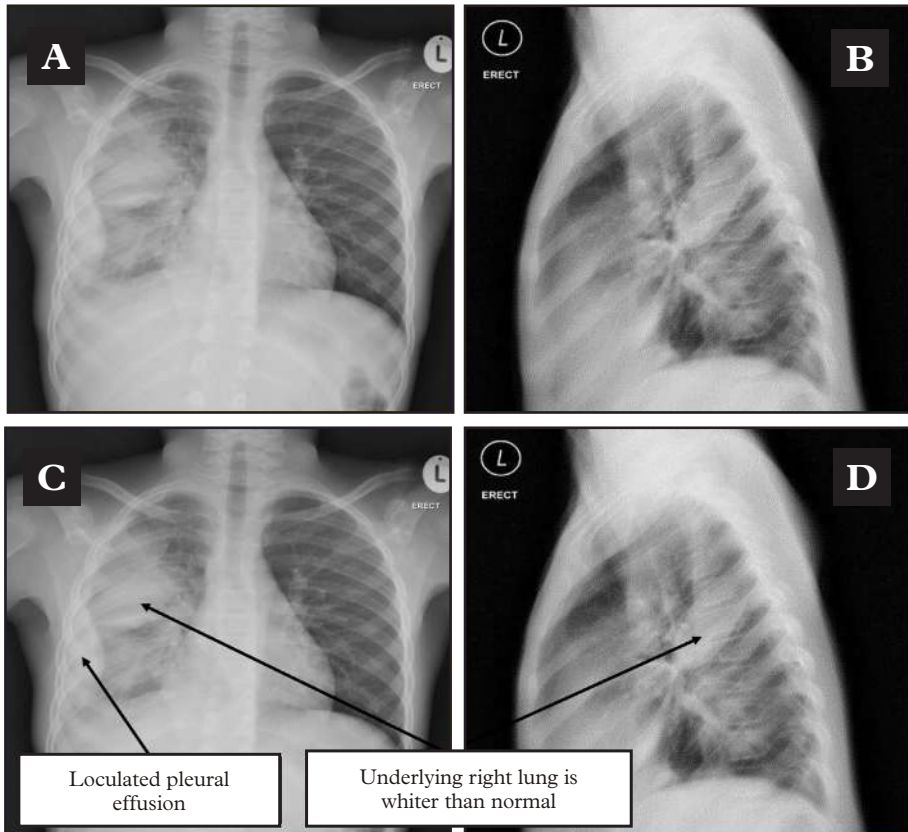 A
L
ERECT
L
ERECT
B
C
L
ERECT
L
ERECT
D
Loculated pleural
effusion
Underlying right lung is
whiter than normal